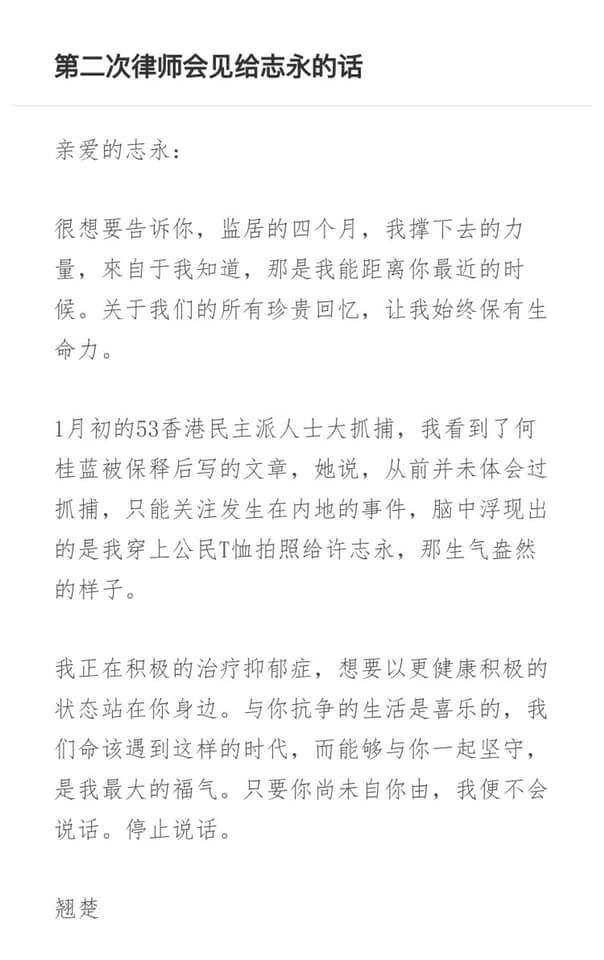 第二次律师会见给志永的话
亲爱的志永：
很想要告诉你，监居的四个月，我撑下去的力
量，來自于我知道，那是我能距离你最近的时
候。关于我们的所有珍贵回忆，让我始终保有生
命力。
1月初的53香港民主派人士大抓捕，我看到了何
桂蓝被保释后写的文章，她说，从前并未体会过
抓捕，只能关注发生在内地的事件，脑中浮现出
的是我穿上公民T恤拍照给许志永，那生气盎然
的样子。
我正在积极的治疗抑郁症，想要以更健康积极的
状态站在你身边。与你抗争的生活是喜乐的，我
们命该遇到这样的时代，而能够与你一起坚守，
是我最大的福气。只要你尚未自你由，我便不会
说话。停止说话。
翘楚